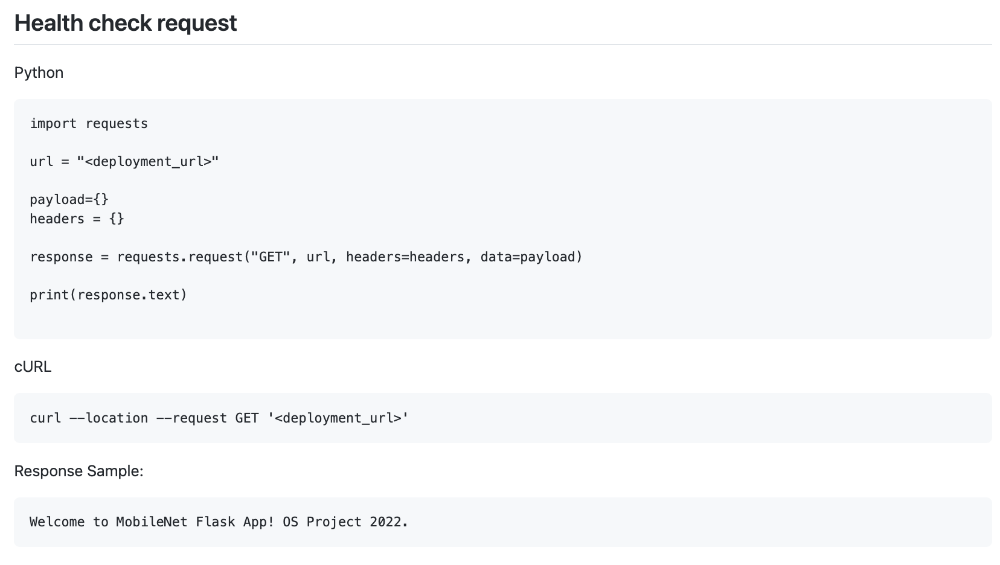 Health check request
Python
import requests
url = "<deployment_url>"
payload={}
headers = {}
response = requests.request("GET", url, headers=headers, data=payload)
print(response.text)
cURL
curl --location --request GET '<deployment_url>'
Response Sample:
Welcome to MobileNet Flask App! OS Project 2022.